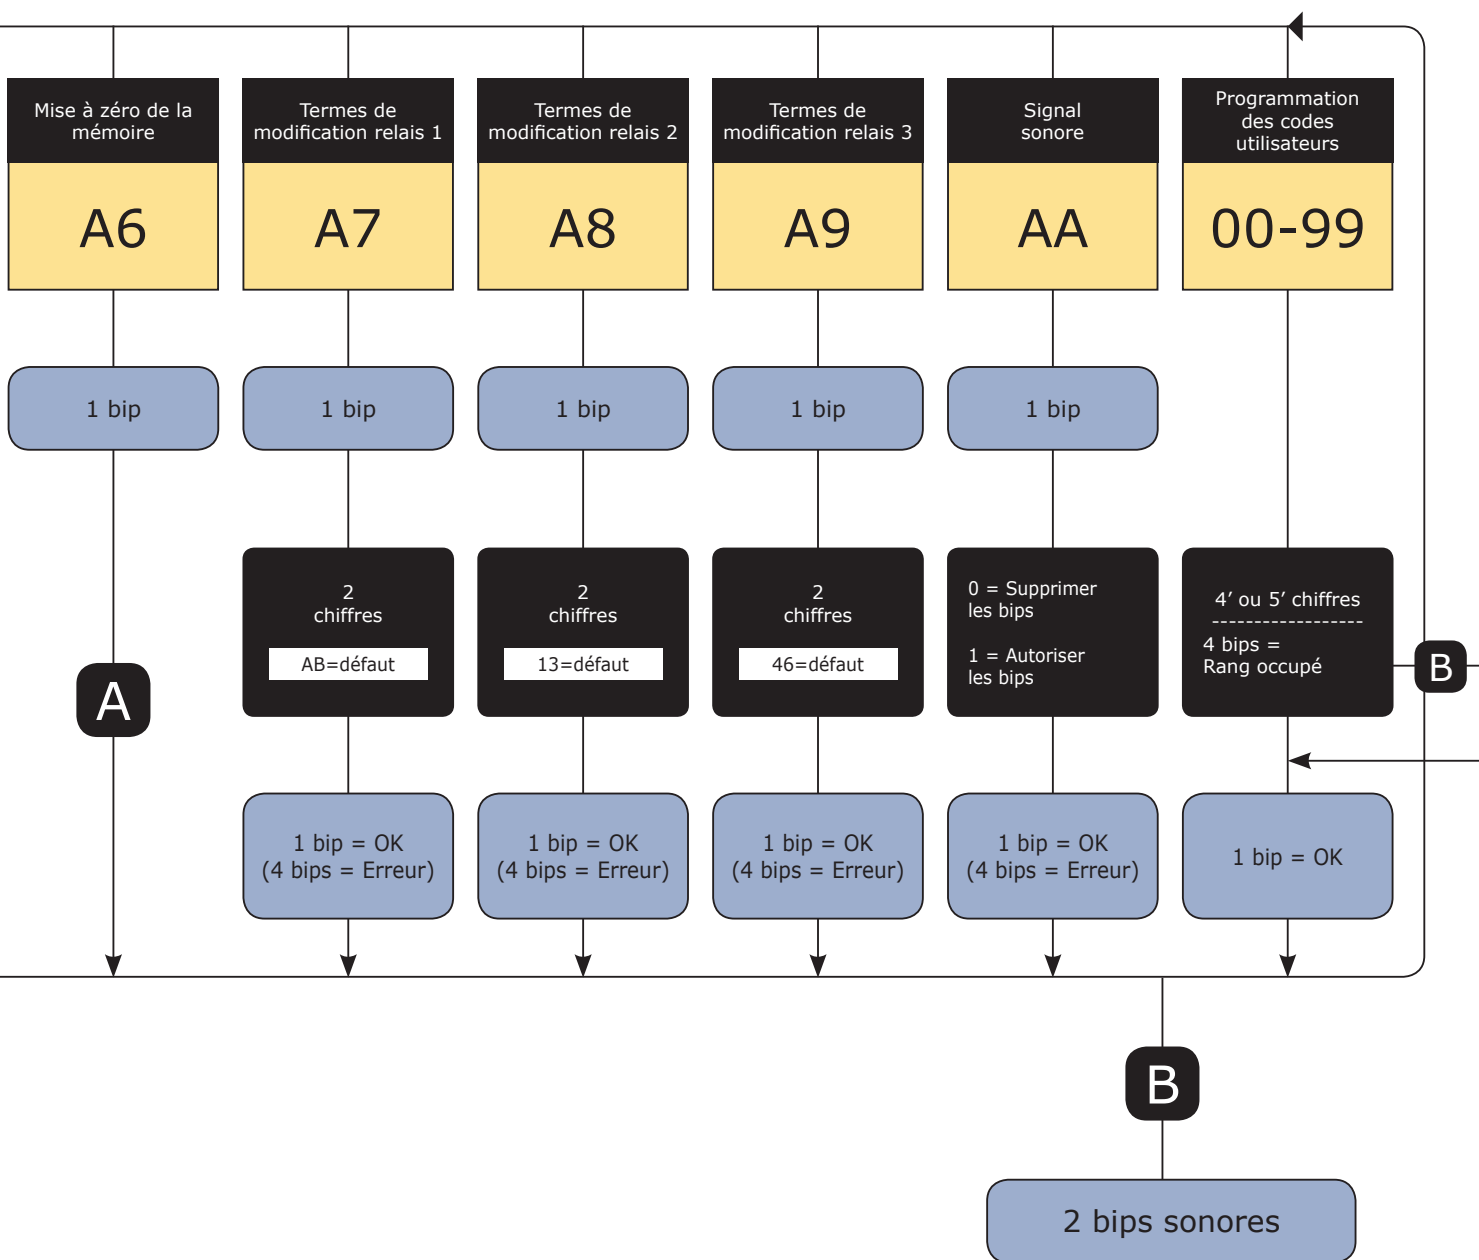 Mise à zéro de la
mémoire
Termes de
modification relais 1
Termes de
modification relais 2
Termes de
modification relais 3
Signal
sonore
Programmation
des codes
utilisateurs
A6
A7
A8
A9
AA
00-99
1 bip
1 bip
1 bip
1 bip
1 bip
A
2
chiffres
AB=défaut
2
chiffres
13=défaut
2
chiffres
46=défaut
0 = Supprimer
les bips
1 = Autoriser
les bips
4’ ou 5’ chiffres
------------------
4 bips =
Rang occupé
B
1 bip = OK
(4 bips = Erreur)
1 bip = OK
(4 bips = Erreur)
1 bip = OK
(4 bips = Erreur)
1 bip = OK
(4 bips = Erreur)
1 bip = OK
B
2 bips sonores